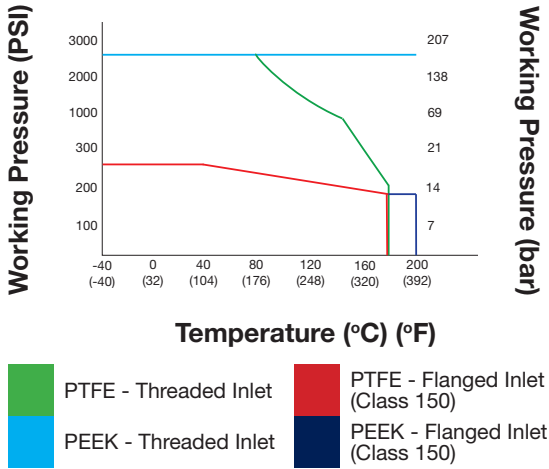 Working Pressure (PSI)
3000
2000
1000
300
200
100
207
138
69
21
14
7
Working Pressure (bar)
-40 0 40 80 120 160 200
(-40) (32) (104) (176) (248) (320) (392)
Temperature (ºC) (ºF)
PTFE - Threaded Inlet
PEEK - Threaded Inlet
PTFE - Flanged Inlet
(Class 150)
PEEK - Flanged Inlet
(Class 150)